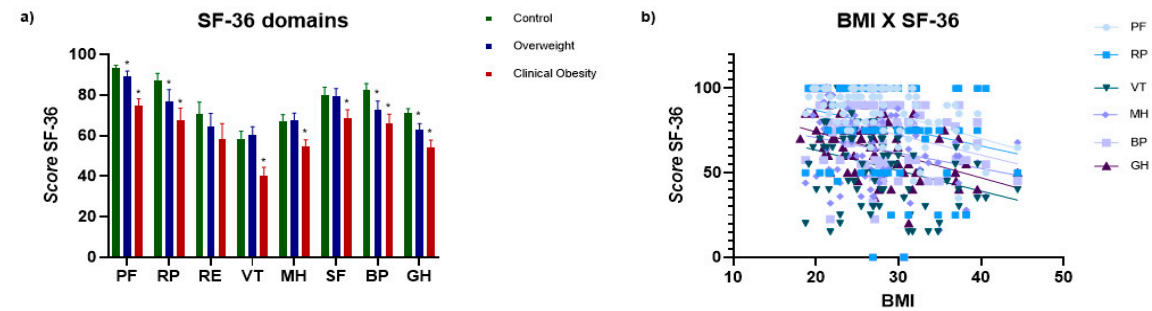 a)
SF-36 domains
Control
Overweight
Clinical Obesity
Score SF-36
100
80
60
40
20
0
* * * * * * * * * * *
PF RP RE VT MH SF BP GH
b)
BMI X SF-36
PF
RP
VT
MH
BP
GH
Score SF-36
100
50
0
10 20 30 40 50
BMI